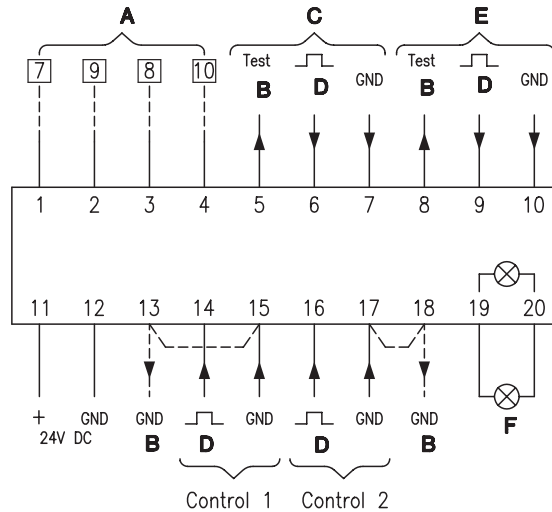 A C E
7 9 8 10 Test GND Test GND
B D B D
1 2 3 4 5 6 7 8 9 10
11 12 13 14 15 16 17 18 19 20
+ GND GND GND GND GND F
24V DC B D D B
Control 1 Control 2